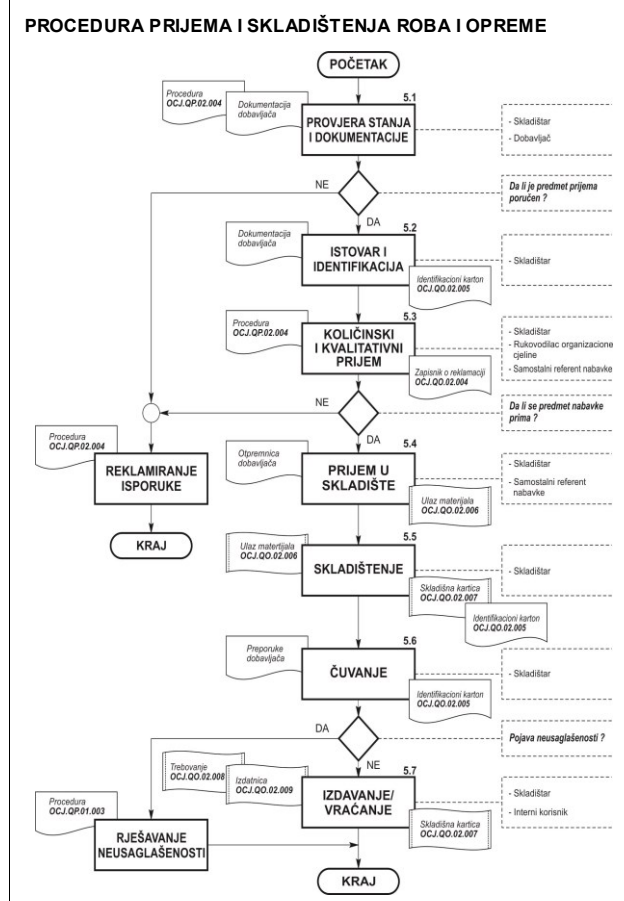 PROCEDURA PRIJEMA I SKLADIŠTENJA ROBA I OPREME
POČETAK
Procedura
OCJ.QP.02.004
Dokumentacija
dobavljača
5.1
PROVJERA STANJA
I DOKUMENTACIJE
- Skladištar
- Dobavljač
NE
DA
Da li je predmet prijema
poručen ?
Dokumentacija
dobavljača
5.2
ISTOVAR I
IDENTIFIKACIJA
- Skladištar
Identifikacioni karton
OCJ.QO.02.005
Procedura
OCJ.QP.02.004
5.3
KOLIČINSKI
I KVALITATIVNI
PRIJEM
- Skladištar
- Rukovodilac organizacione
cjeline
- Samostalni referent nabavke
Zapisnik o reklamaciji
OCJ.QO.02.004
NE
DA
Da li se predmet nabavke
prima ?
Procedura
OCJ.QP.02.004
REKLAMIRANJE
ISPORUKE
KRAJ
Otpremnica
dobavljača
5.4
PRIJEM U
SKLADIŠTE
- Skladištar
- Samostalni referent
nabavke
Ulaz materijala
OCJ.QO.02.006
Ulaz matertijala
OCJ.QO.02.006
5.5
SKLADIŠTENJE
- Skladištar
Skladišna kartica
OCJ.QO.02.007
Identifikacioni karton
OCJ.QO.02.005
Preporuke
dobavljača
5.6
ČUVANJE
- Skladištar
Identifikacioni karton
OCJ.QO.02.005
DA
NE
Pojava neusaglašenosti ?
Trebovanje
OCJ.QO.02.008
Izdatnica
OCJ.QO.02.009
5.7
IZDAVANJE/
VRAĆANJE
- Skladištar
- Interni korisnik
Skladišna kartica
OCJ.QO.02.007
Procedura
OCJ.QP.01.003
RJEŠAVANJE
NEUSAGLAŠENOSTI
KRAJ